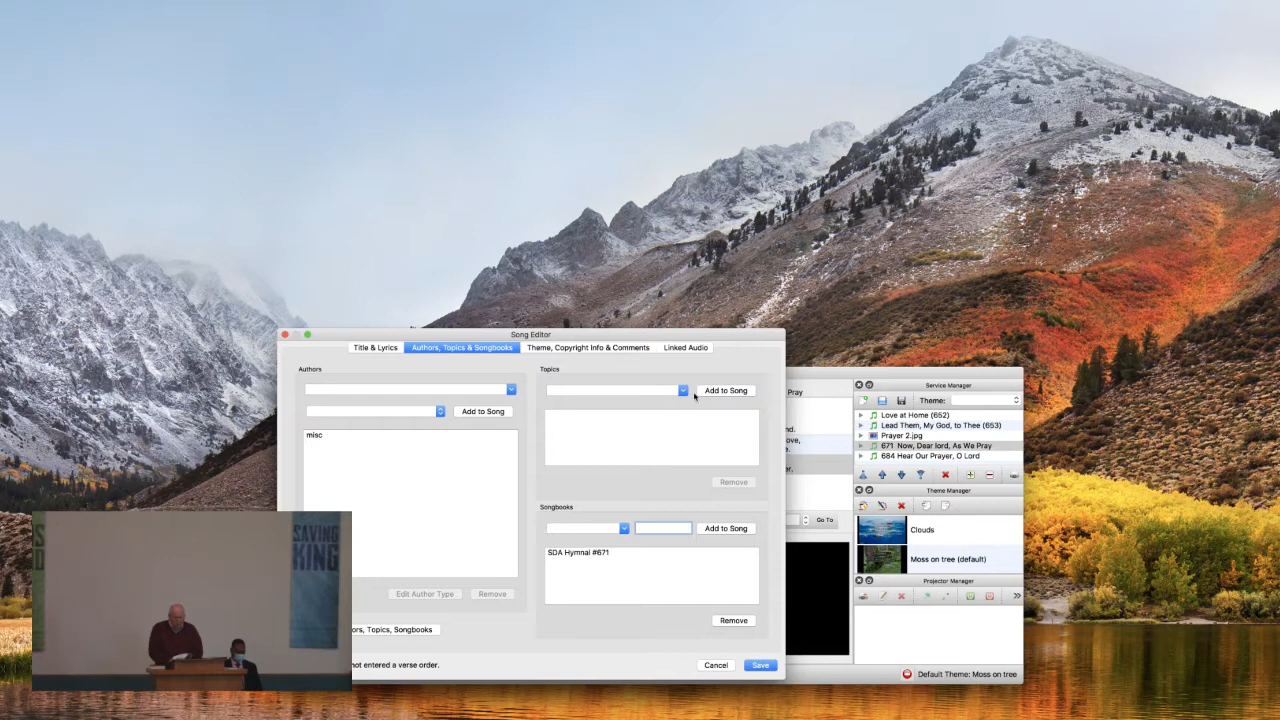 Song Editor
Title & Lyrics
Authors, Topics & Songbooks
Theme, Copyright Info & Comments
Linked Audio
Authors
Add to Song
misc
Edit Author Type
Remove
ors, Topics, Songbooks
not entered a verse order.
Topics
Add to Song
Remove
Songbooks
Add to Song
SDA Hymnal #671
Remove
Cancel
Save
Pray
nd.
ove,
er.
Go To
Service Manager
Theme:
Love at Home (652)
Lead Them, My God, to Thee (653)
Prayer 2.jpg
671 Now, Dear lord, As We Pray
684 Hear Our Prayer, O Lord
Theme Manager
Clouds
Moss on tree (default)
Projector Manager
Default Theme: Moss on tree
SAVING
KING